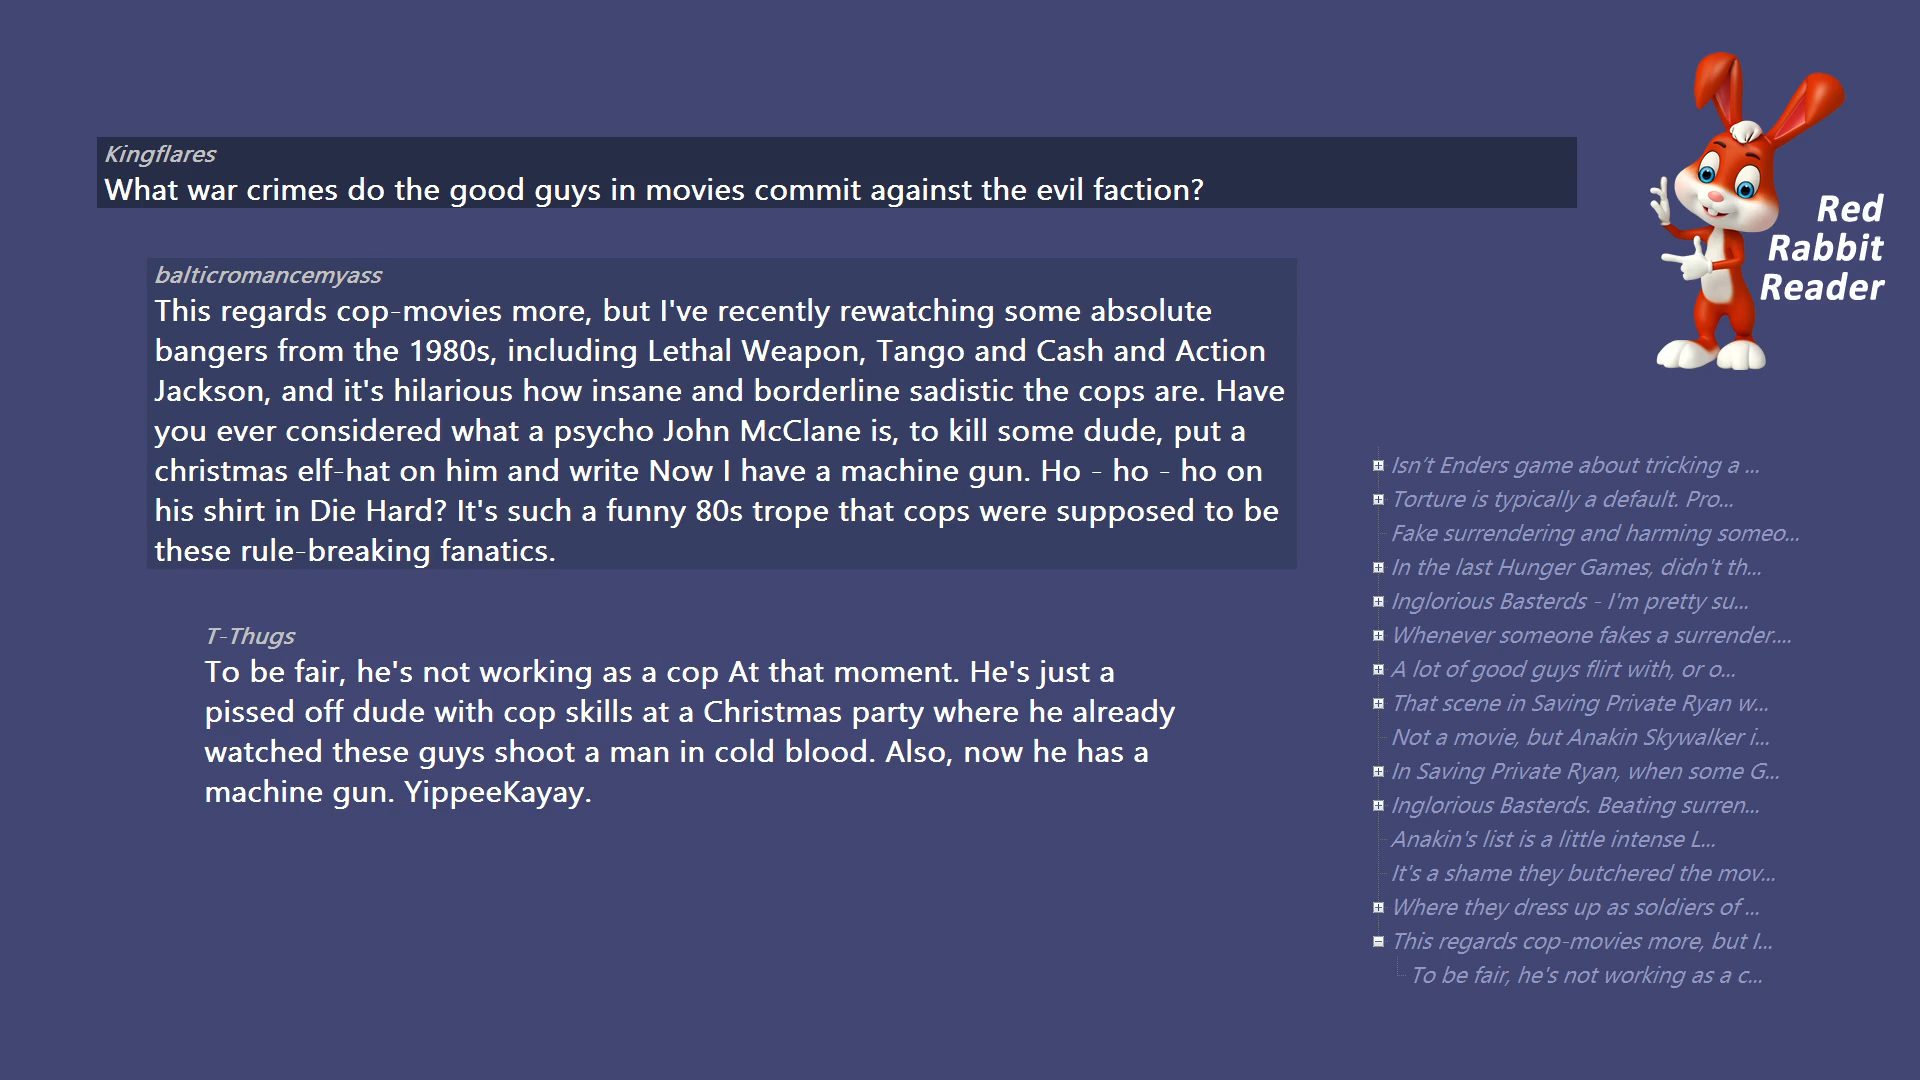 Kingflares
What war crimes do the good guys in movies commit against the evil faction?
balticromancemyass
This regards cop-movies more, but I've recently rewatching some absolute
bangers from the 1980s, including Lethal Weapon, Tango and Cash and Action
Jackson, and it's hilarious how insane and borderline sadistic the cops are. Have
you ever considered what a psycho John McClane is, to kill some dude, put a
christmas elf-hat on him and write Now I have a machine gun. Ho - ho - ho on
his shirt in Die Hard? It's such a funny 80s trope that cops were supposed to be
these rule-breaking fanatics.
T-Thugs
To be fair, he's not working as a cop At that moment. He's just a
pissed off dude with cop skills at a Christmas party where he already
watched these guys shoot a man in cold blood. Also, now he has a
machine gun. YippeeKayay.
Red
Rabbit
Reader
Isn’t Enders game about tricking a ...
Torture is typically a default. Pro...
Fake surrendering and harming someo...
In the last Hunger Games, didn't th...
Inglorious Basterds - I'm pretty su...
Whenever someone fakes a surrender....
A lot of good guys flirt with, or o...
That scene in Saving Private Ryan w...
Not a movie, but Anakin Skywalker i...
In Saving Private Ryan, when some G...
Inglorious Basterds. Beating surren...
Anakin's list is a little intense L...
It's a shame they butchered the mov...
Where they dress up as soldiers of ...
This regards cop-movies more, but I...
To be fair, he's not working as a c...